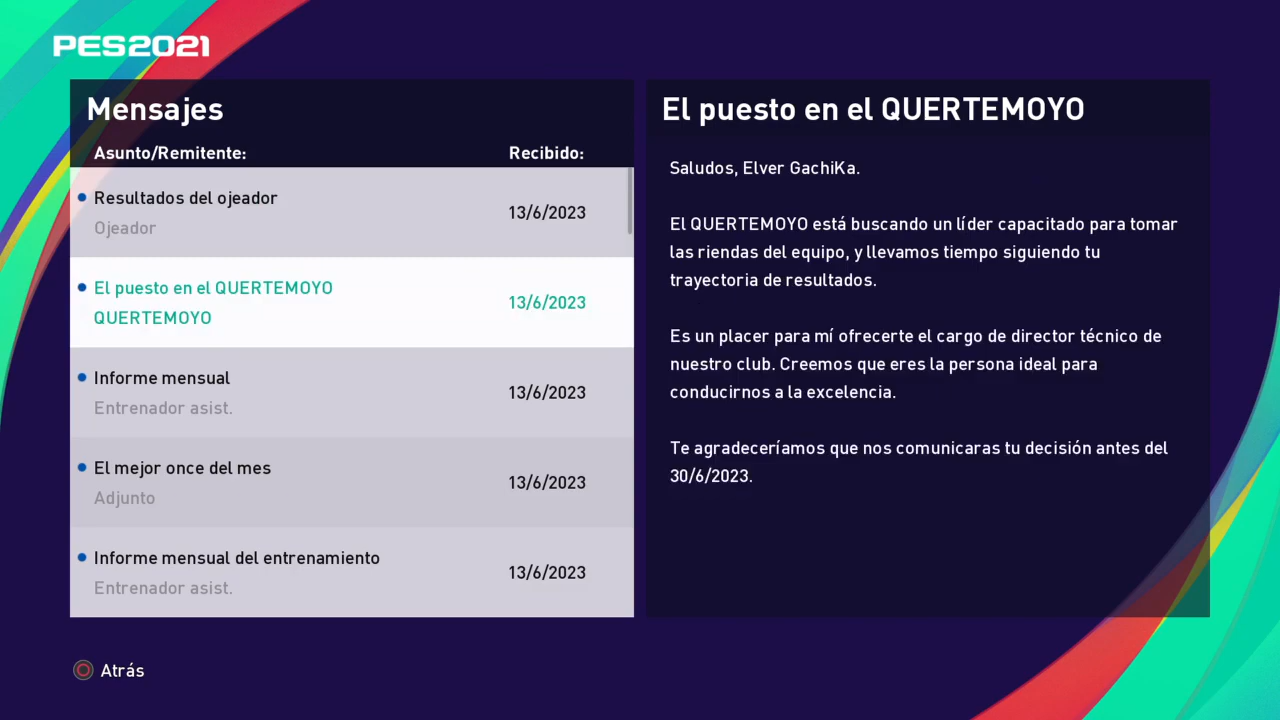 PES2021
Mensajes
Asunto/Remitente: Recibido:
Resultados del ojeador
Ojeador
13/6/2023
El puesto en el QUERTEMOYO
QUERTEMOYO
13/6/2023
Informe mensual
Entrenador asist.
13/6/2023
El mejor once del mes
Adjunto
13/6/2023
Informe mensual del entrenamiento
Entrenador asist.
13/6/2023
El puesto en el QUERTEMOYO
Saludos, Elver GachiKa.
El QUERTEMOYO está buscando un líder capacitado para tomar
las riendas del equipo, y llevamos tiempo siguiendo tu
trayectoria de resultados.
Es un placer para mí ofrecerte el cargo de director técnico de
nuestro club. Creemos que eres la persona ideal para
conducirnos a la excelencia.
Te agradeceríamos que nos comunicaras tu decisión antes del
30/6/2023.
Atrás